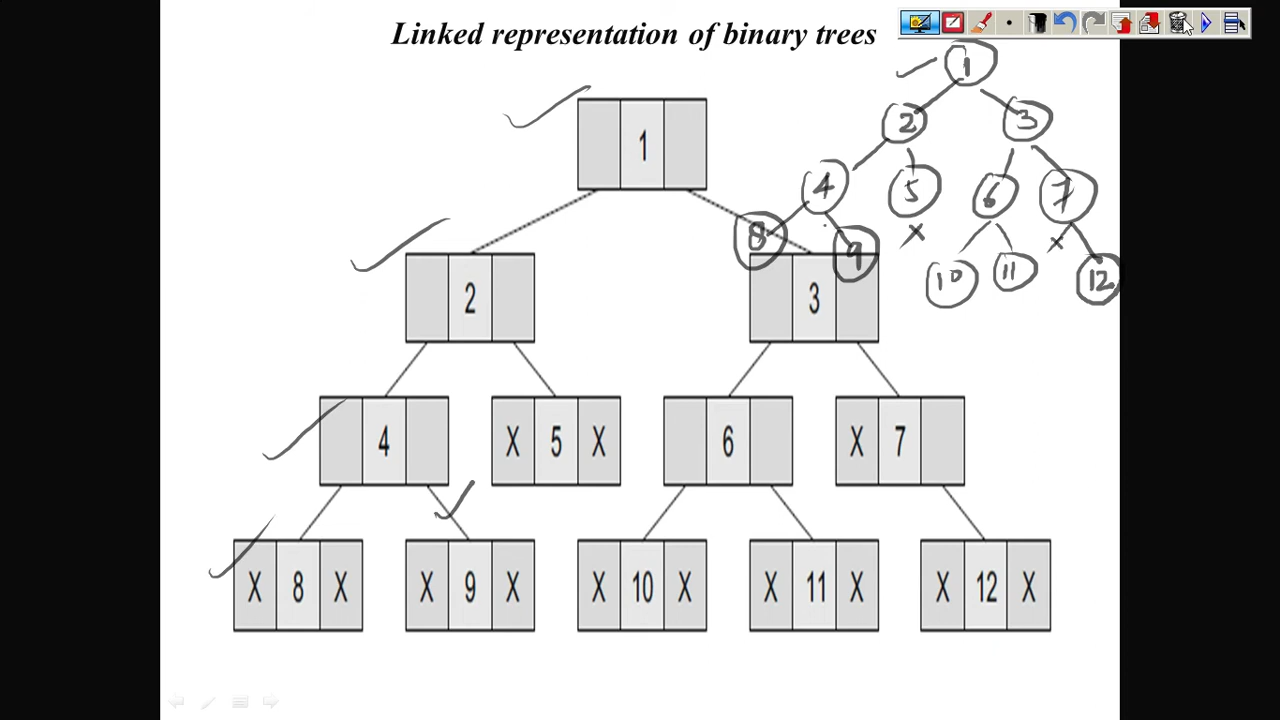 Linked representation of binary trees
1
1
2 3
2 3
4 5 6 7
8 9
10 11 12
4 X 5 X 6 X 7
X 8 X X 9 X X 10 X X 11 X X 12 X